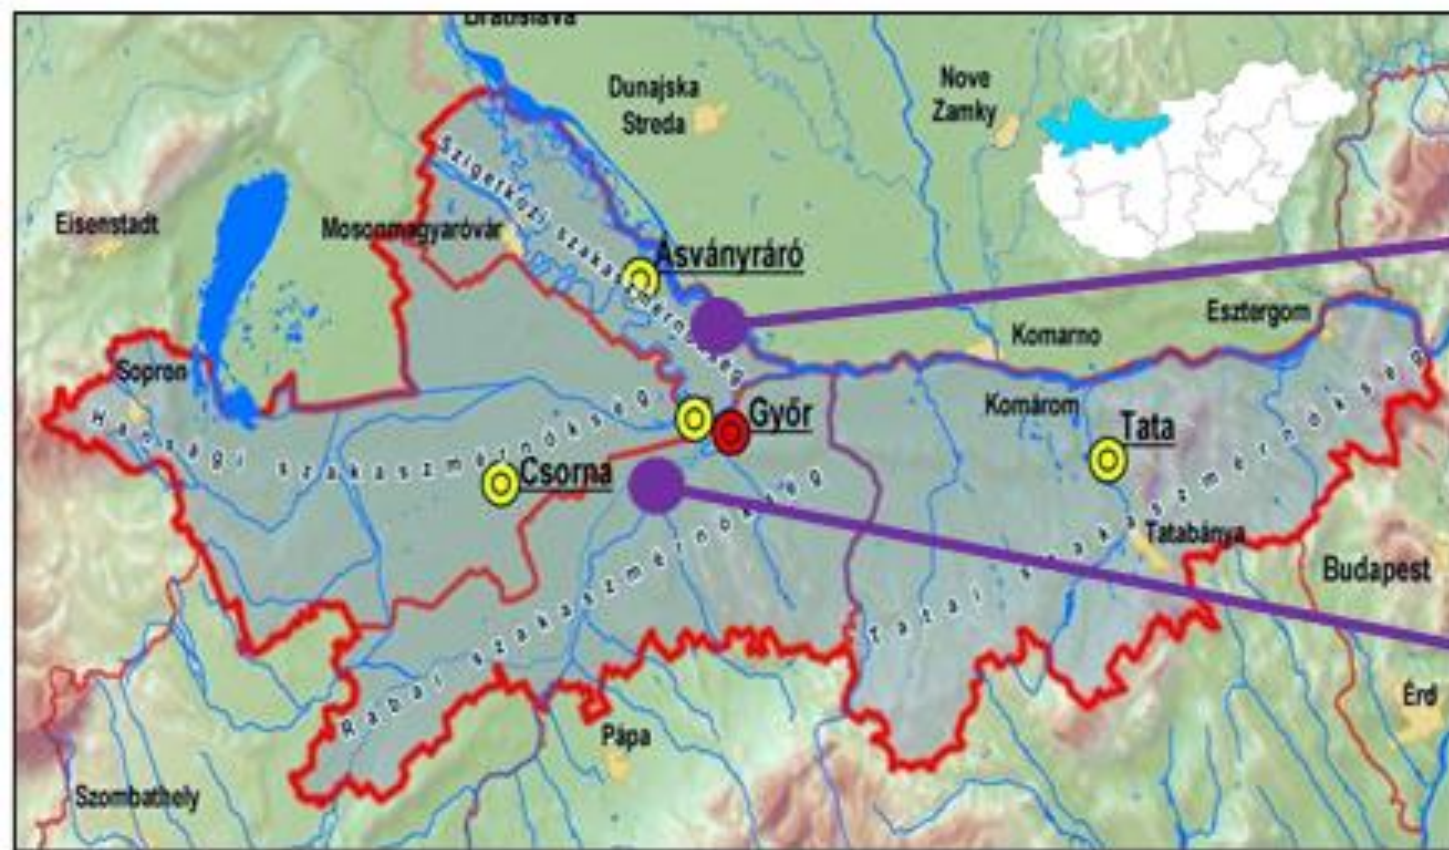 Bratislava
Dunajska
Streda
Nove
Zamky
Eisenstadt
Mosonmagyaróvár
Szigetközi szakaszmérnökség
Ásványráró
Esztergom
Komarno
Sopron
Komárom
Győr
Tata
Hansági szakaszmérnökség
Csorna
Tatabánya
Budapest
Rábai szakaszmérnökség
Tatai szakaszmérnökség
Érd
Pápa
Szombathely